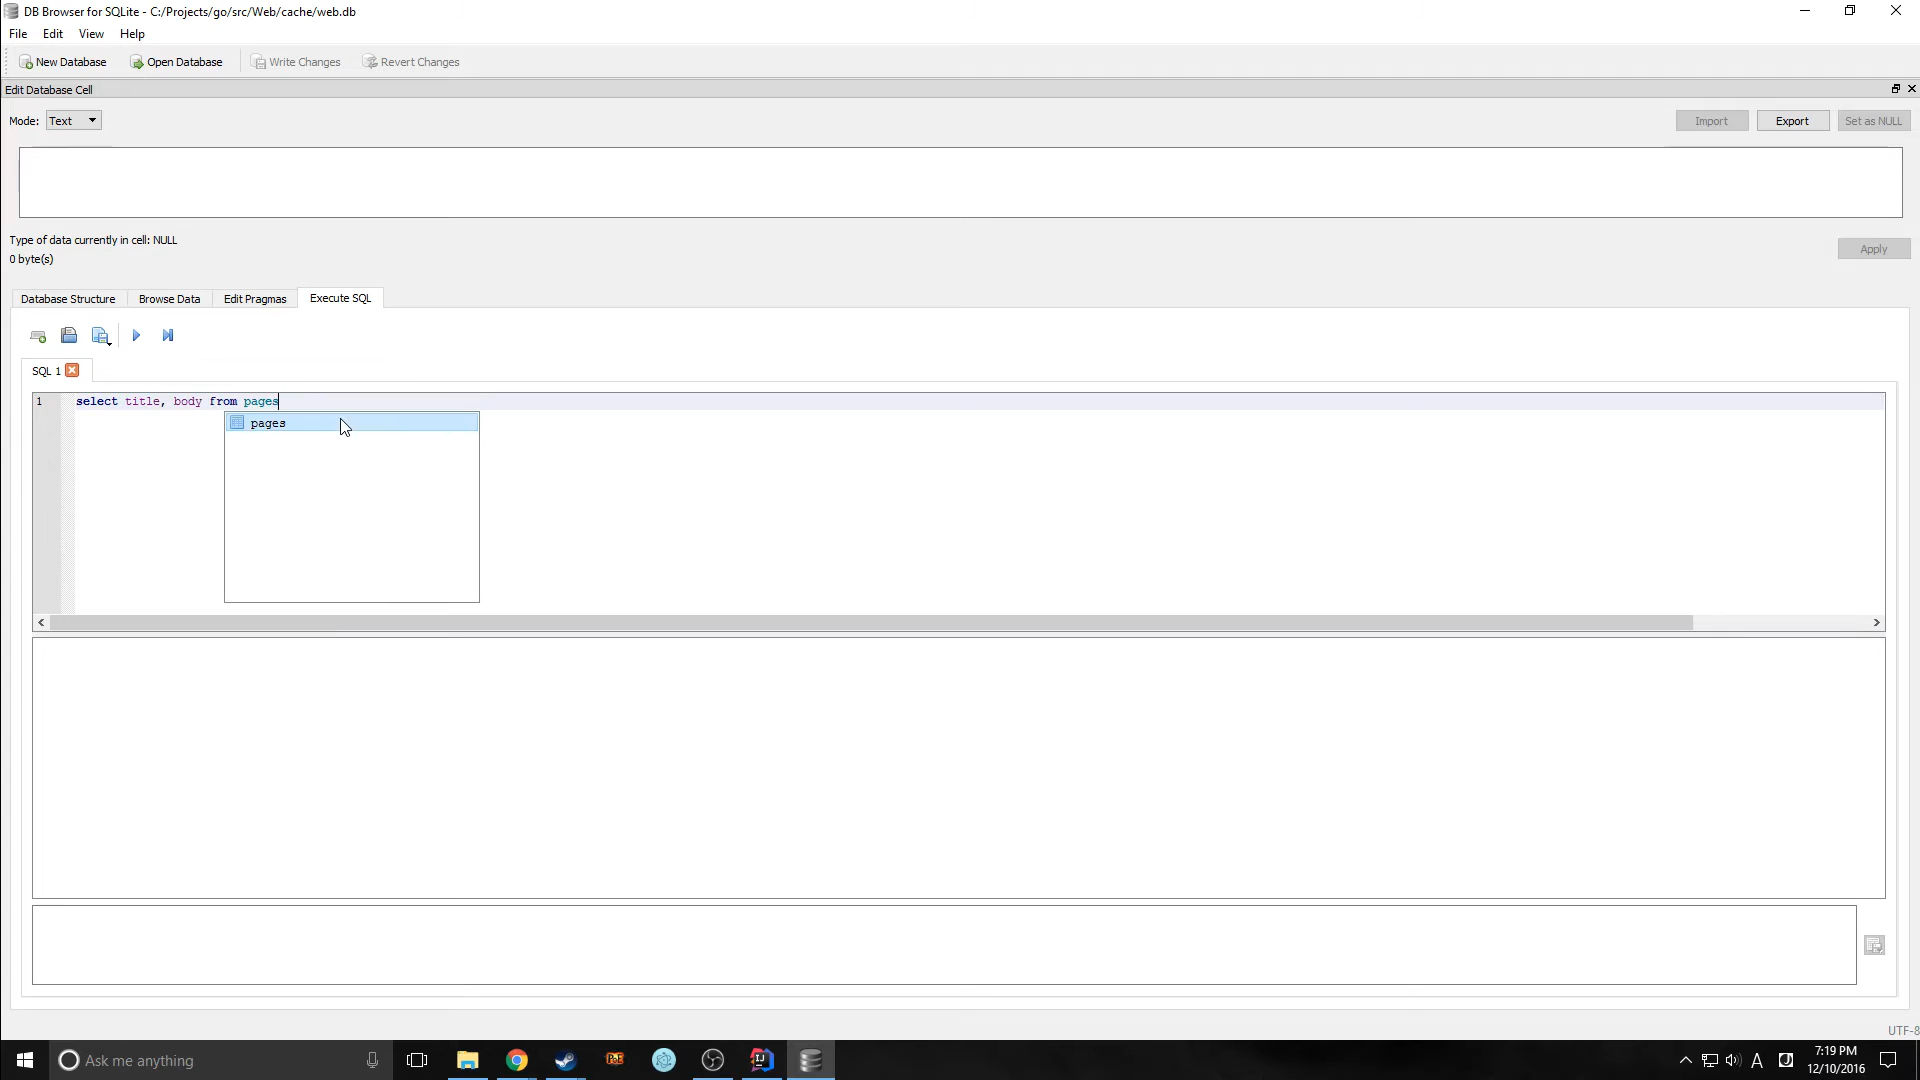 DB Browser for SQLite - C:/Projects/go/src/Web/cache/web.db
File Edit View Help
New Database Open Database Write Changes Revert Changes
Edit Database Cell
Mode: Text Import Export Set as NULL
Type of data currently in cell: NULL
0 byte(s)
Apply
Database Structure Browse Data Edit Pragmas Execute SQL
SQL 1
1 select title, body from pages
pages
UTF-8
Ask me anything
PoE
IJ
A
7:19 PM
12/10/2016